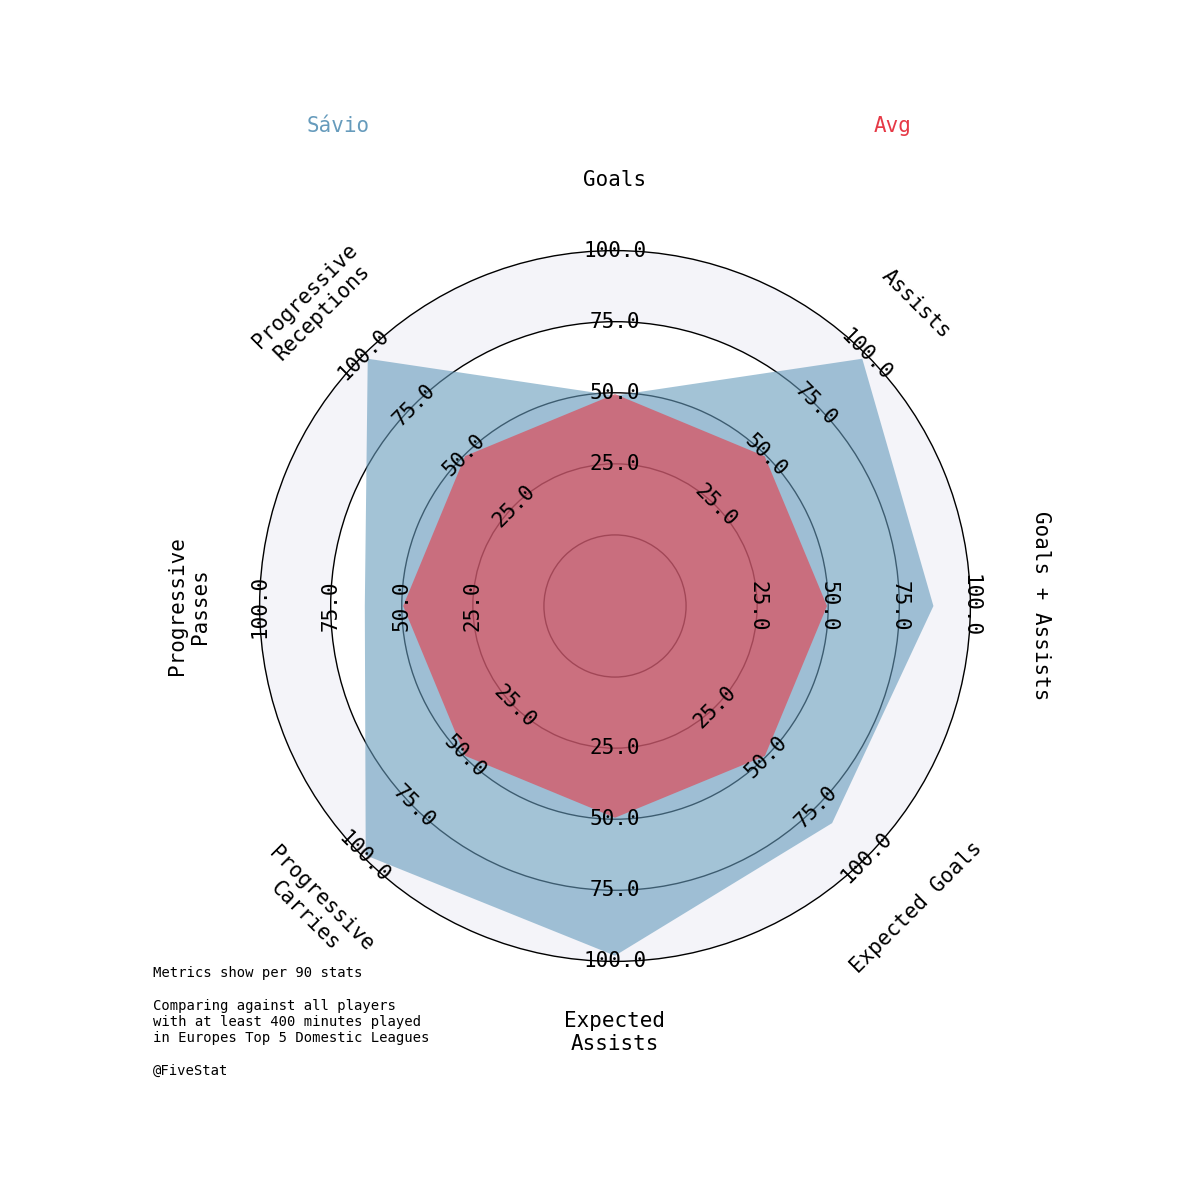 Sávio
Avg
Goals
Assists
Goals + Assists
Expected Goals
Expected
Assists
Progressive
Carries
Progressive
Passes
Progressive
Receptions
100.0
75.0
50.0
25.0
100.0
75.0
50.0
25.0
100.0
75.0
50.0
25.0
100.0
75.0
50.0
25.0
100.0
75.0
50.0
25.0
100.0
75.0
50.0
25.0
100.0
75.0
50.0
25.0
100.0
75.0
50.0
25.0
Metrics show per 90 stats
Comparing against all players
with at least 400 minutes played
in Europes Top 5 Domestic Leagues
@FiveStat